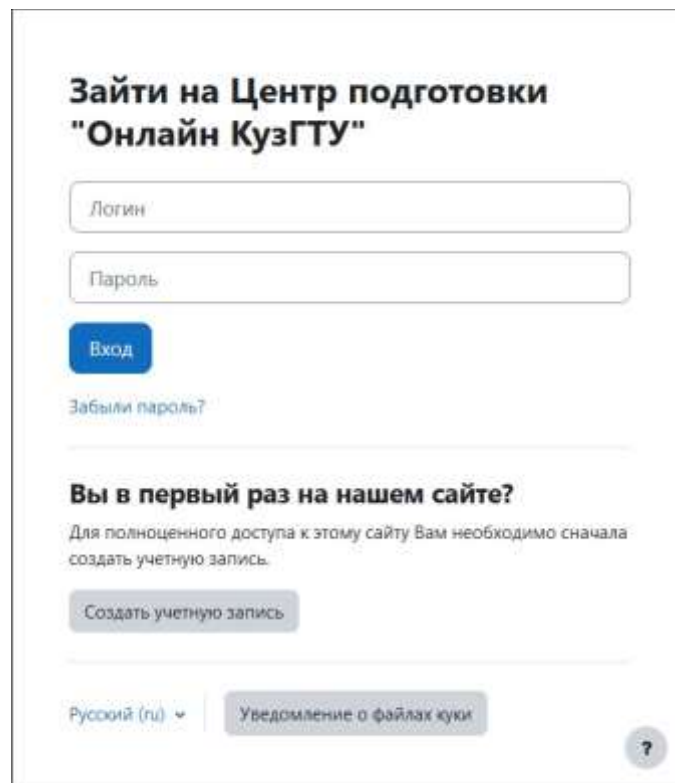 Зайти на Центр подготовки
"Онлайн КузГТУ"
Логин
Пароль
Вход
Забыли пароль?
Вы в первый раз на нашем сайте?
Для полноценного доступа к этому сайту Вам необходимо сначала
создать учетную запись.
Создать учетную запись
Русский (ru)
Уведомление о файлах куки
?